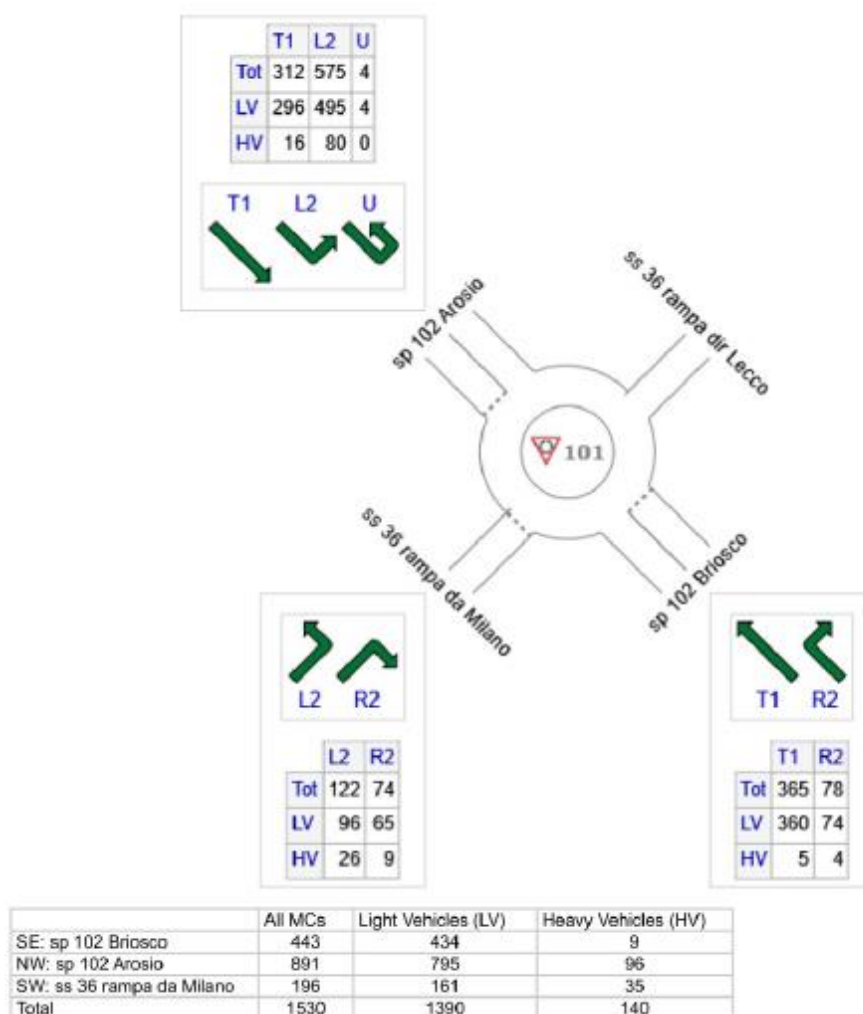 T1 L2 U
Tot 312 575 4
LV 296 495 4
HV 16 80 0
T1 L2 U
sp 102 Arosio
ss 36 rampa dir Lecco
101
ss 36 rampa da Milano
sp 102 Briosco
L2 R2
L2 R2
Tot 122 74
LV 96 65
HV 26 9
T1 R2
T1 R2
Tot 365 78
LV 360 74
HV 5 4
All MCs Light Vehicles (LV) Heavy Vehicles (HV)
SE: sp 102 Briosco 443 434 9
NW: sp 102 Arosio 891 795 96
SW: ss 36 rampa da Milano 196 161 35
Total 1530 1390 140